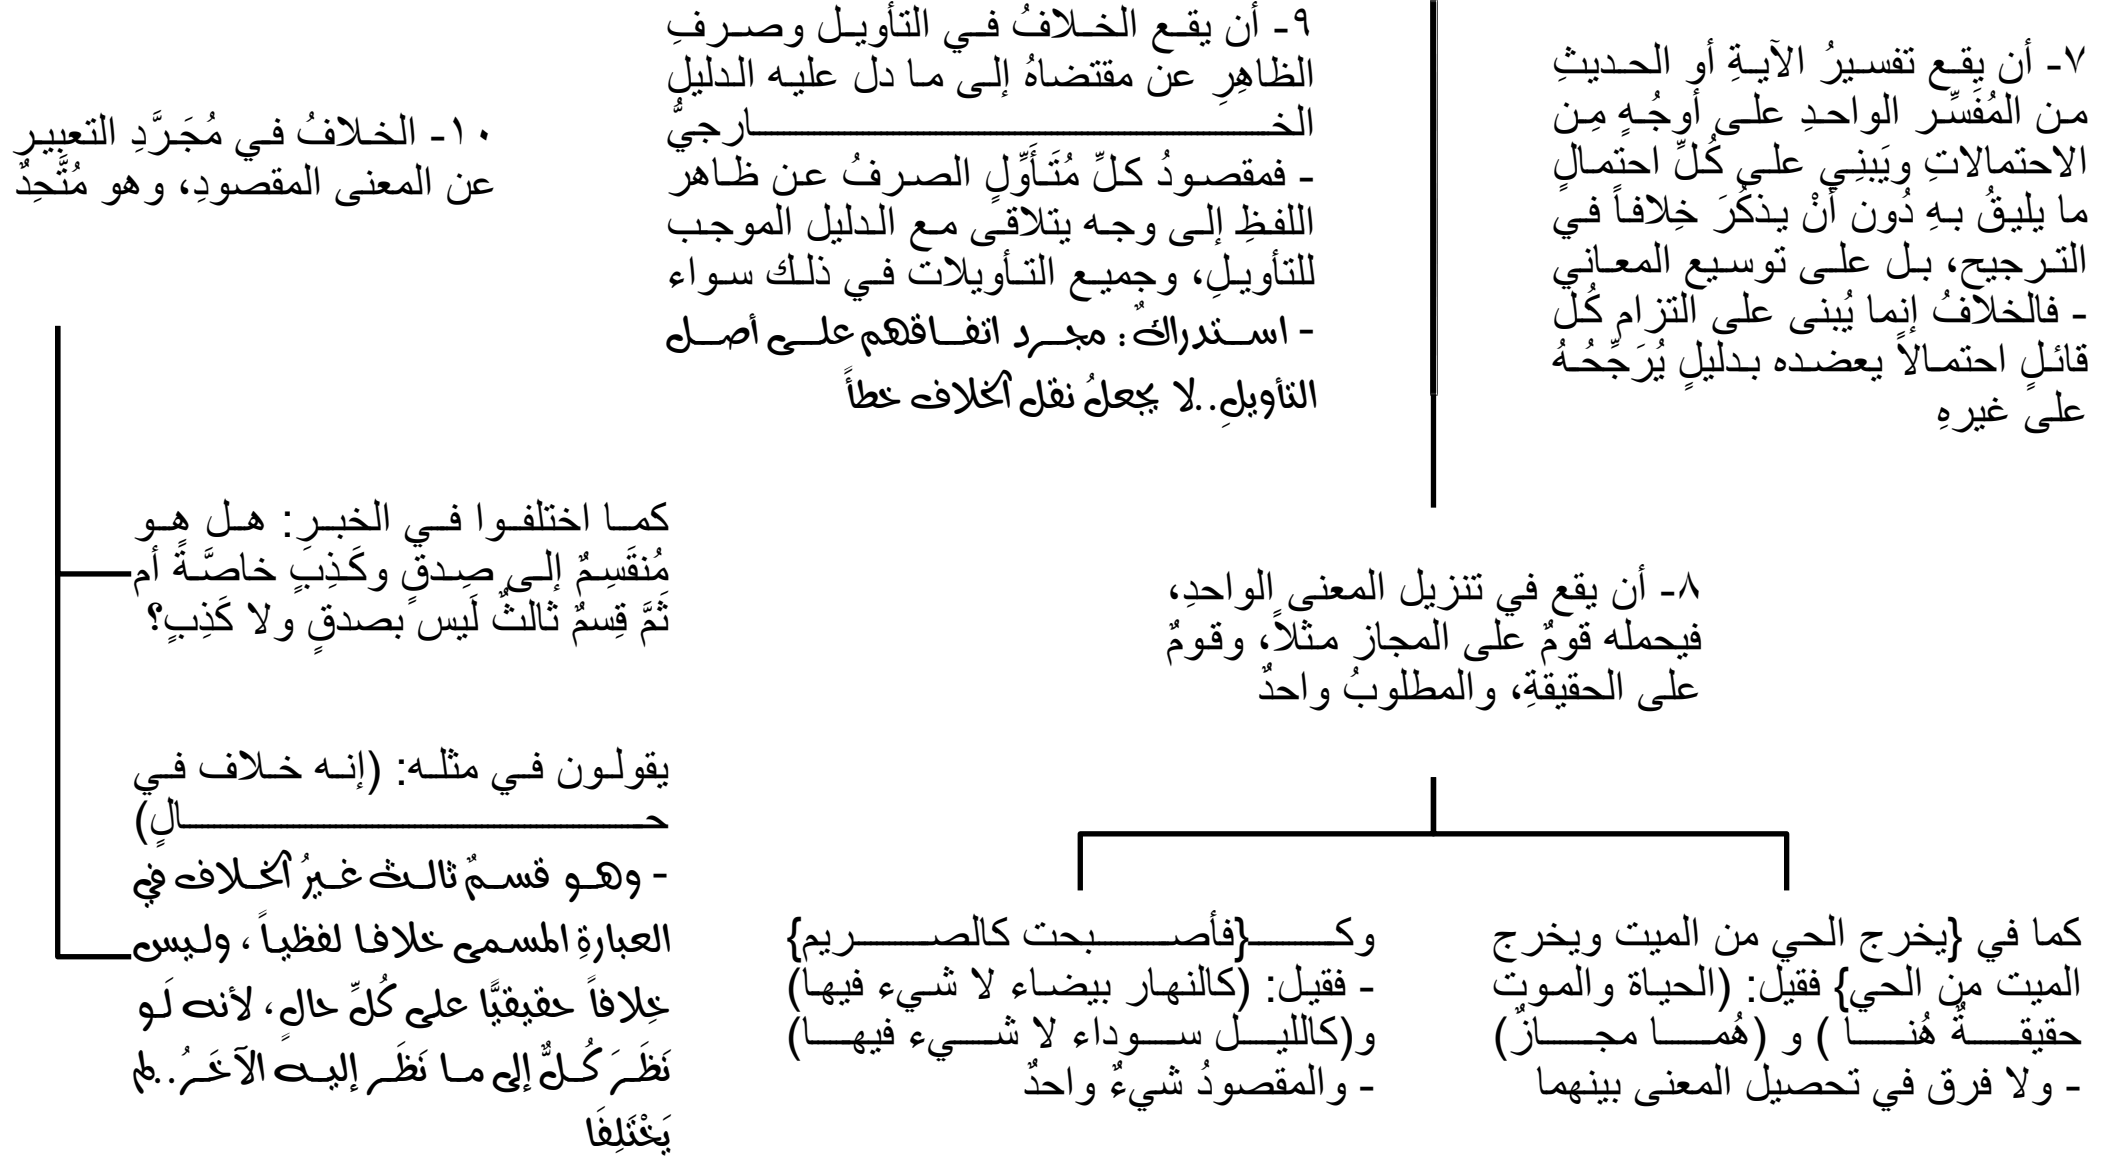 ٧- أن يقع تفسيرُ الآيةِ أو الحديثِ
من المُفَسِّر الواحدِ على أوجُهٍ مِن
الاحتمالاتِ ويَبنِي على كُلِّ احتمالٍ
ما يليقُ بهِ دُون أنْ يذكُرَ خِلافاً في
الترجيح، بل على توسيع المعاني
- فالخلافُ إنما يُبنى على التزام كُل
قائلٍ احتمالاً يعضده بدليلٍ يُرَجِّحُهُ
على غيرهِ
٨- أن يقع في تنزيل المعنى الواحدِ،
فيحمله قومٌ على المجاز مثلاً، وقومٌ
على الحقيقةِ، والمطلوبُ واحدٌ
كما في {يخرج الحي من الميت ويخرج
الميت من الحي} فقيل: (الحياة والموت
حقيقةٌ هُنا ) و (هُما مجازٌ)
- ولا فرق في تحصيل المعنى بينهما
وكـ{فأصبحت كالصريم}
- فقيل: (كالنهار بيضاء لا شيء فيها)
و(كالليل سوداء لا شيء فيها)
- والمقصودُ شيءٌ واحدٌ
٩- أن يقع الخلافُ في التأويل وصرفِ
الظاهِرِ عن مقتضاهُ إلى ما دل عليه الدليلُ
الخارجيُّ
- فمقصودُ كلِّ مُتَأَوِّلٍ الصرفُ عن ظاهر
اللفظِ إلى وجه يتلاقى مع الدليل الموجب
للتأويلِ، وجميع التأويلات في ذلك سواء
- استدراكٌ: مجرد اتفاقهم على أصل
التأويلِ..لا يجعلُ نقل الخلاف خطأً
١٠- الخلافُ في مُجَرَّدِ التعبير
عن المعنى المقصودِ، وهو مُتَّحِدٌ
كما اختلفوا في الخبرِ: هل هو
مُنقَسِمٌ إلى صِدقٍ وكَذِبٍ خاصَّةً أم
ثَمَّ قِسمٌ ثالثٌ لَيس بصدقٍ ولا كَذِبٍ؟
يقولون في مثله: (إنه خلاف في
حالٍ)
- وهو قسمٌ ثالث غيرُ الخلاف في
العبارةِ المسمى خلافا لفظياً، وليس
خِلافاً حقيقيًّا على كُلِّ حالٍ، لأنه لَو
نَظَرَ كُلٌّ إلى ما نَظَر إليه الآخَرُ..لم
يَخْتَلِفَا